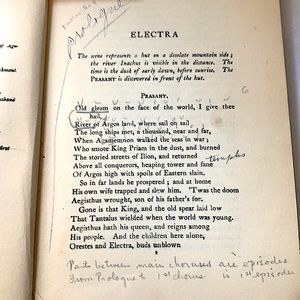 prologue
ELECTRA
The scene represents a hut on a desolate mountain side;
the river Inachus is visible in the distance. The
time is the dusk of early dawn, before sunrise. The
PEASANT is discovered in front of the hut.
PEASANT.
Old gleam on the face of the world, I give thee
hail,
River of Argos land, where sail on sail
The long ships met, a thousand, near and far,
When Agamemnon walked the seas in war;
Who smote King Priam in the dust, and burned
The storied streets of Ilion, and returned
Above all conquerors, heaping tower and fane
temples
Of Argos high with spoils of Eastern slain.
So in far lands he prospered; and at home
His own wife trapped and slew him. 'Twas the doom
Aegisthus wrought, son of his father's foe.
Gone is that King, and the old spear laid low
That Tantalus wielded when the world was young.
Aegisthus hath his queen, and reigns among
His people. And the children here alone,
Orestes and Electra, buds unblown
Parts between main choruses are episodes
From Prologue to 1st chorus is 1st episode